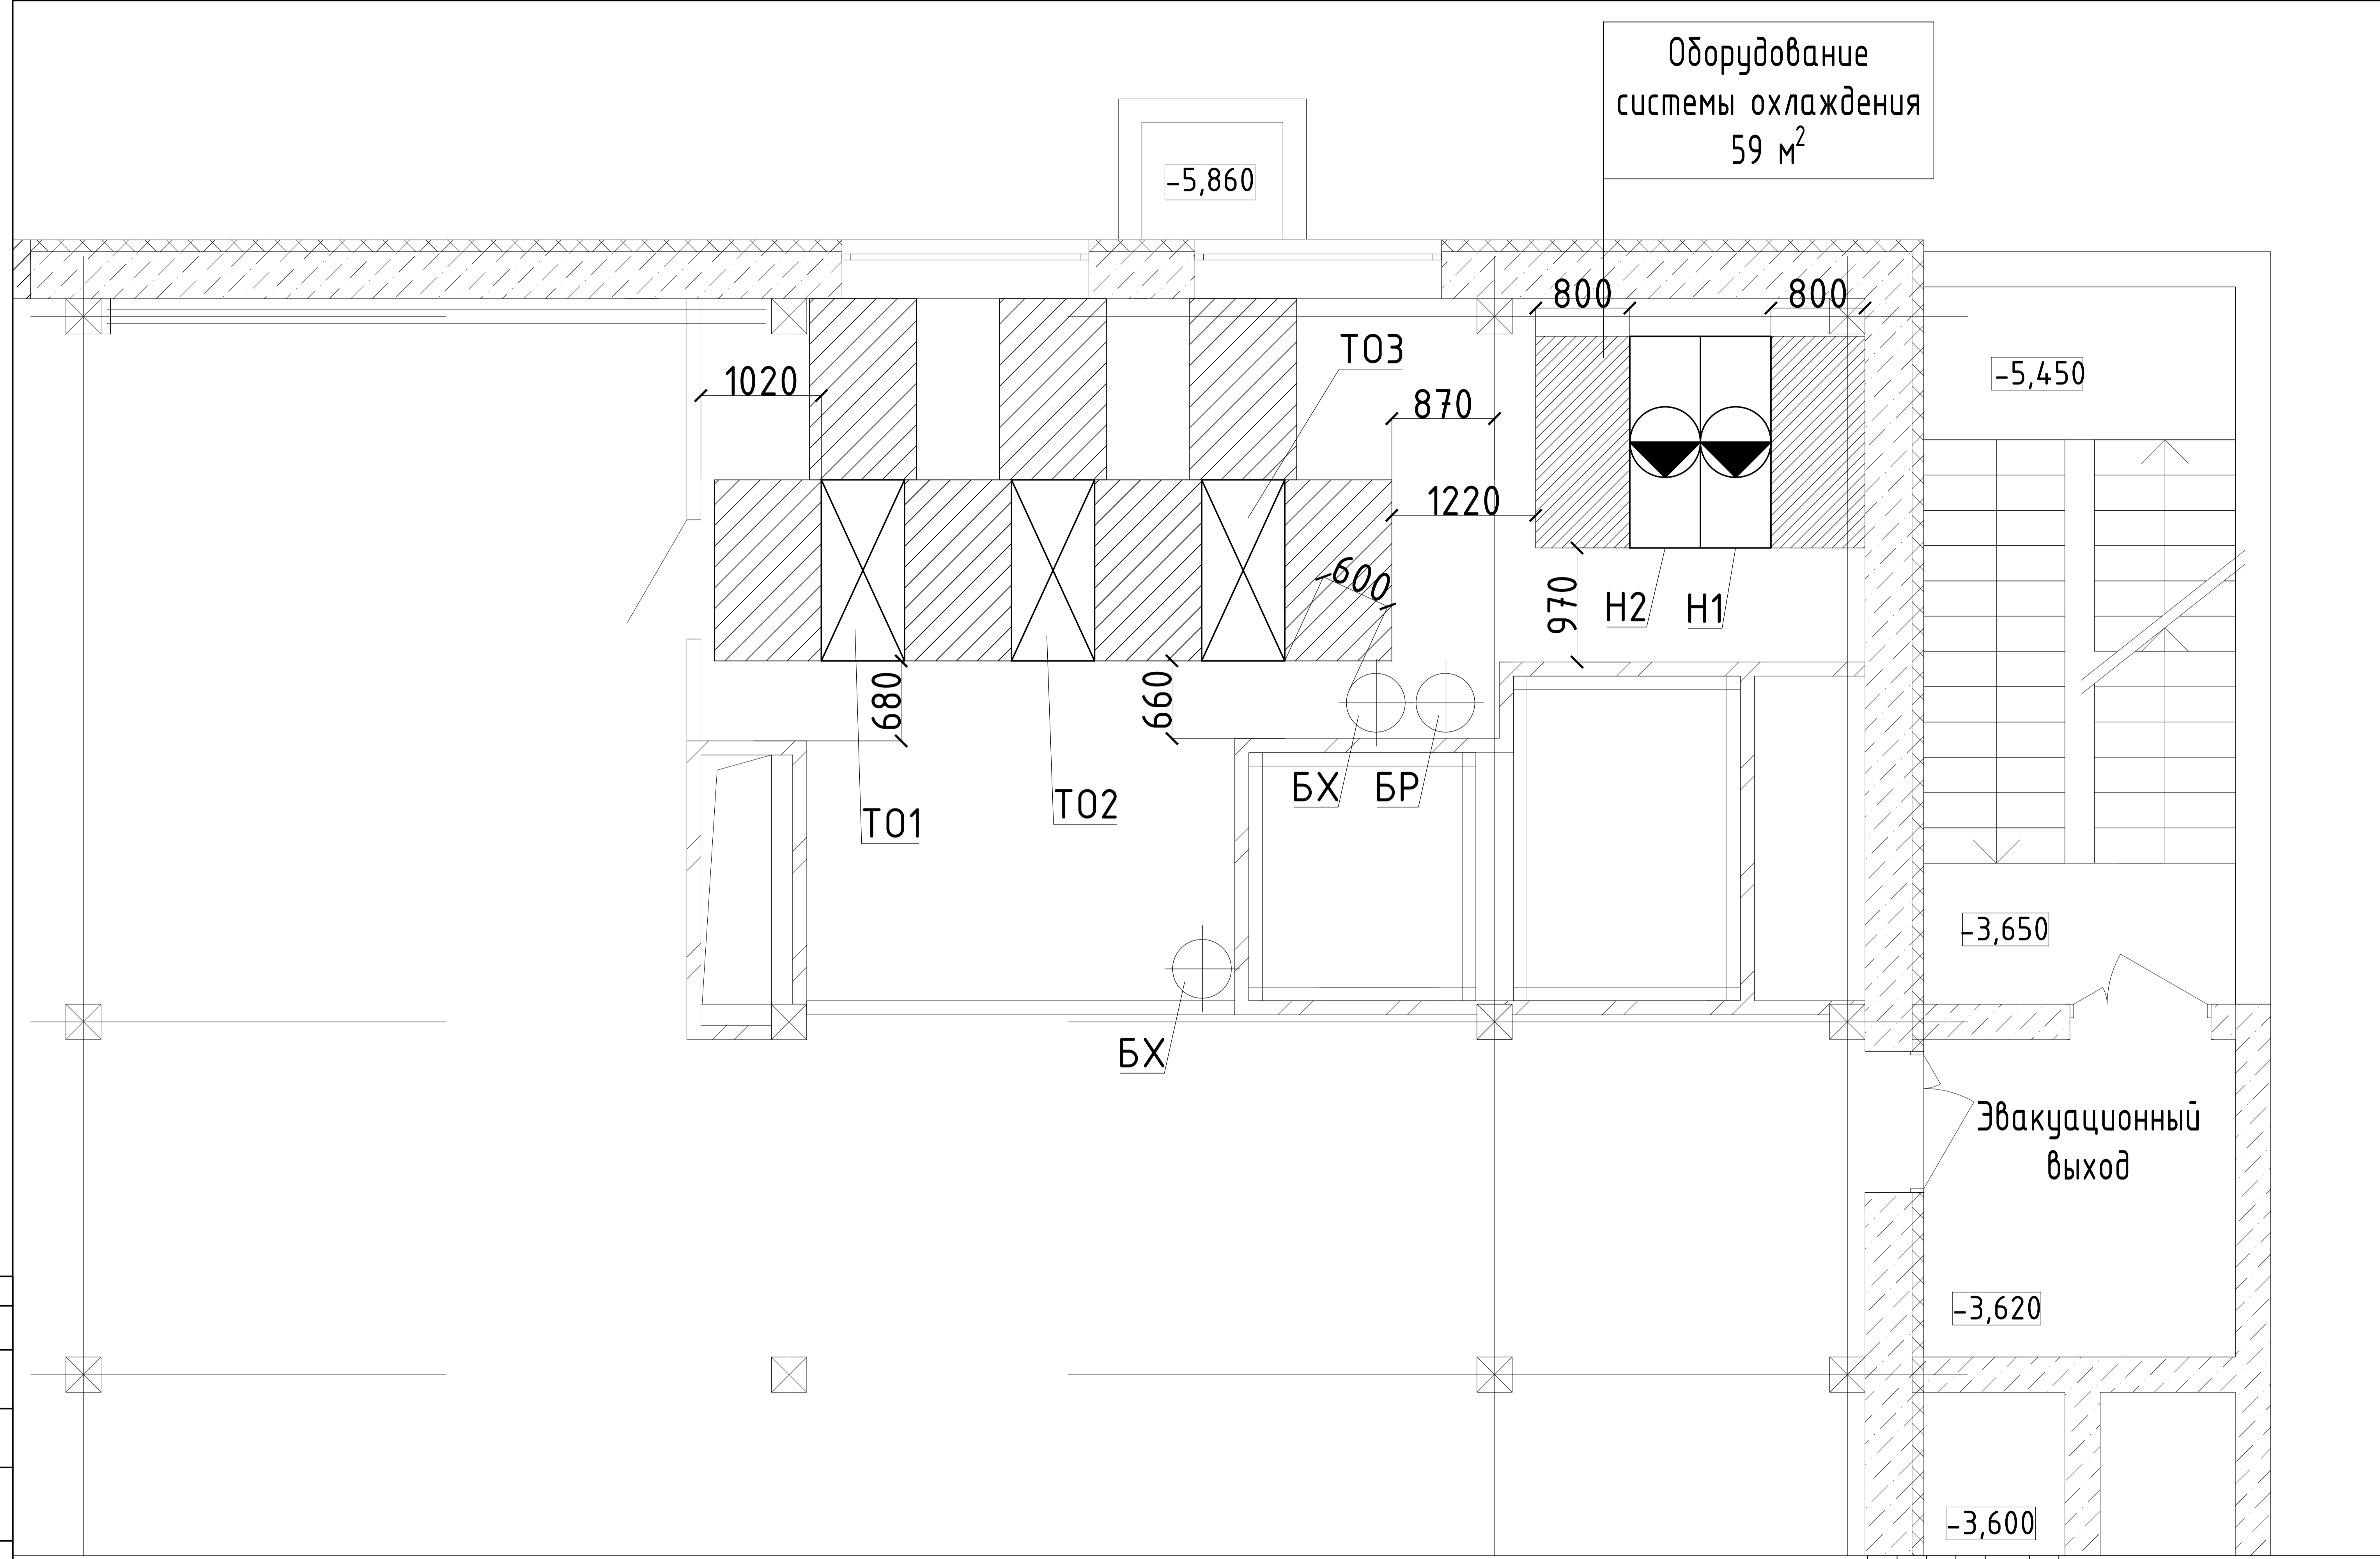 Оборудование
системы охлаждения
59 м²
-5,860
800
800
ТО3
1020
870
-5,450
1220
-600
970
Н2
Н1
680
660
БХ
БР
ТО2
ТО1
-3,650
БХ
Эвакуационный
выход
-3,620
-3,600